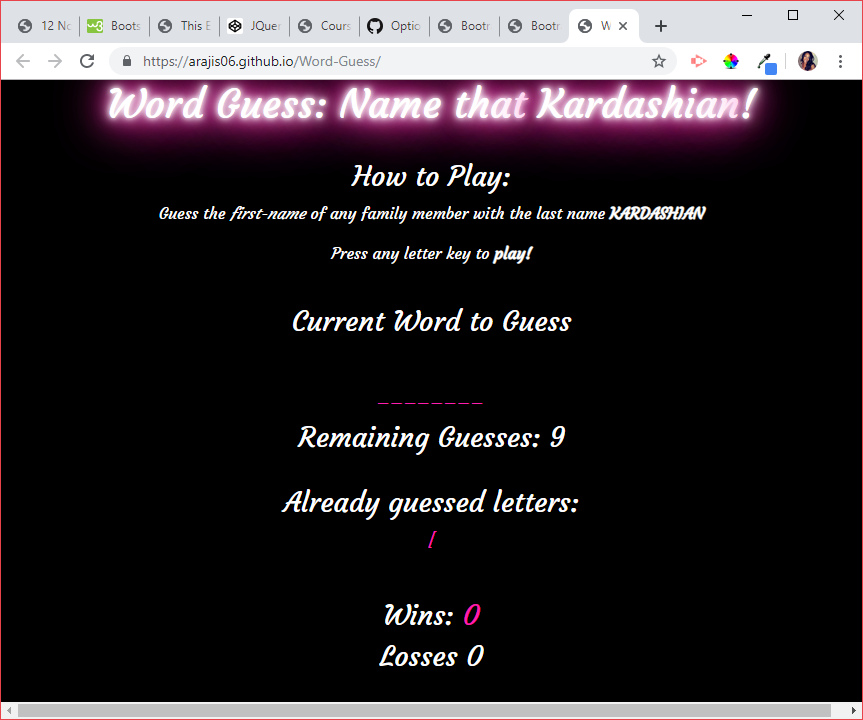 12 No
Boots
This E
JQuer
Cours
Optio
Bootr
Bootr
W
https://arajis06.github.io/Word-Guess/
Word Guess: Name that Kardashian!
How to Play:
Guess the first-name of any family member with the last name KARDASHIAN
Press any letter key to play!
Current Word to Guess
________
Remaining Guesses: 9
Already guessed letters:
[
Wins: 0
Losses 0